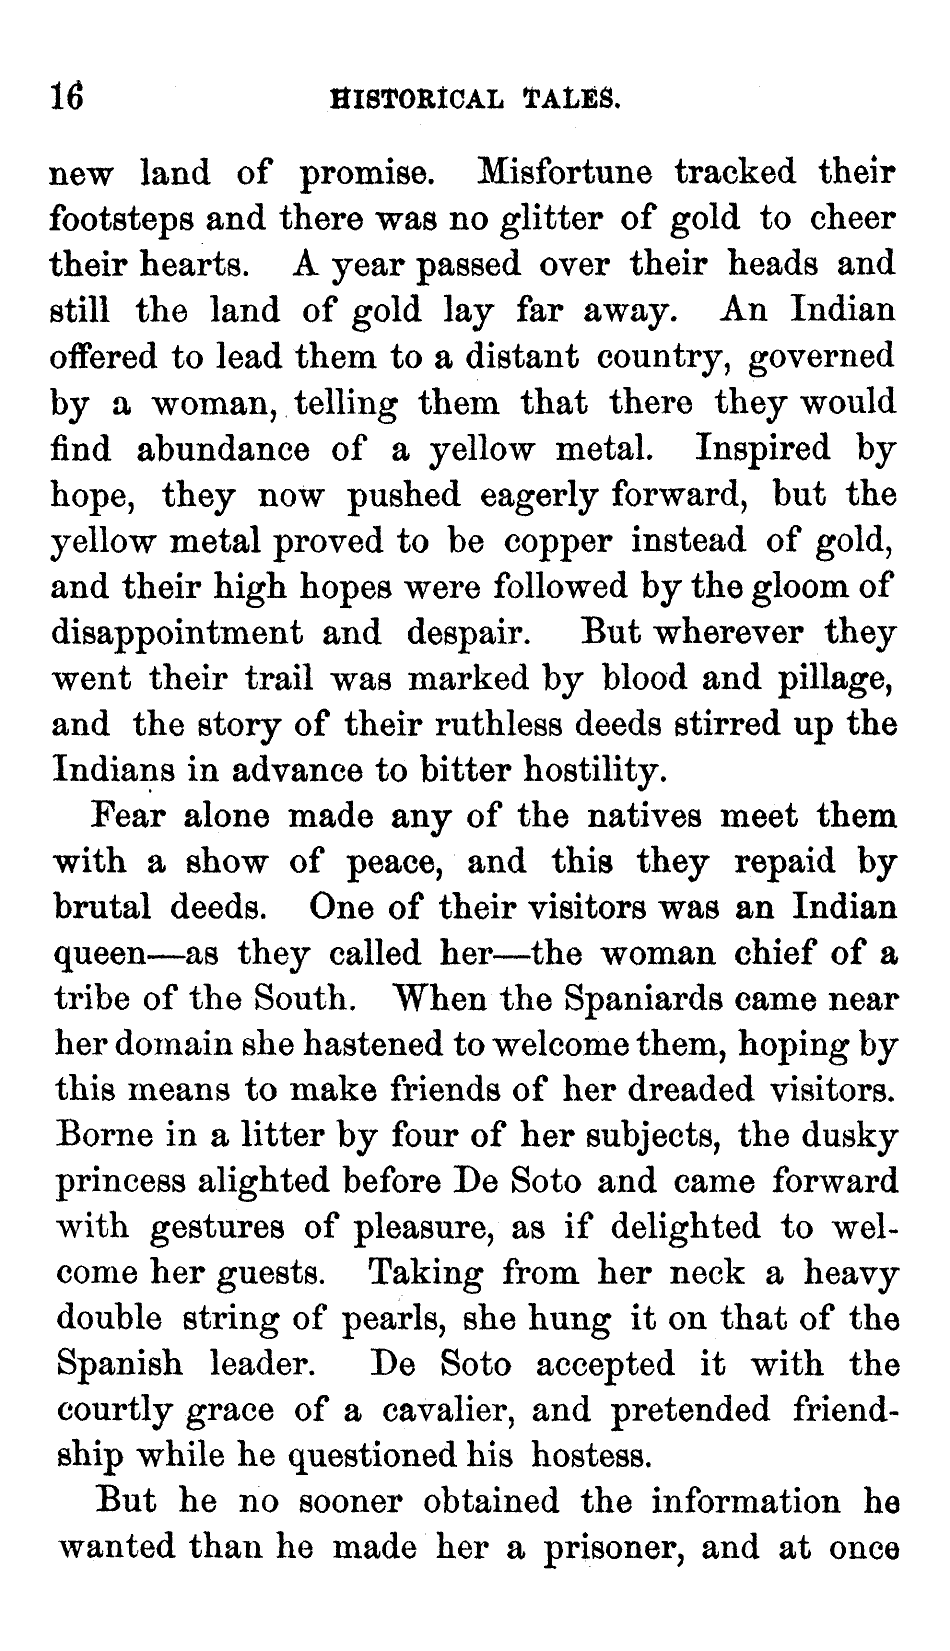 16 HISTORICAL TALES.
new land of promise. Misfortune tracked their
footsteps and there was no glitter of gold to cheer
their hearts. A year passed over their heads and
still the land of gold lay far away. An Indian
offered to lead them to a distant country, governed
by a woman, telling them that there they would
find abundance of a yellow metal. Inspired by
hope, they now pushed eagerly forward, but the
yellow metal proved to be copper instead of gold,
and their high hopes were followed by the gloom of
disappointment and despair. But wherever they
went their trail was marked by blood and pillage,
and the story of their ruthless deeds stirred up the
Indians in advance to bitter hostility.
Fear alone made any of the natives meet them
with a show of peace, and this they repaid by
brutal deeds. One of their visitors was an Indian
queen—as they called her—the woman chief of a
tribe of the South. When the Spaniards came near
her domain she hastened to welcome them, hoping by
this means to make friends of her dreaded visitors.
Borne in a litter by four of her subjects, the dusky
princess alighted before De Soto and came forward
with gestures of pleasure, as if delighted to wel-
come her guests. Taking from her neck a heavy
double string of pearls, she hung it on that of the
Spanish leader. De Soto accepted it with the
courtly grace of a cavalier, and pretended friend-
ship while he questioned his hostess.
But he no sooner obtained the information he
wanted than he made her a prisoner, and at once